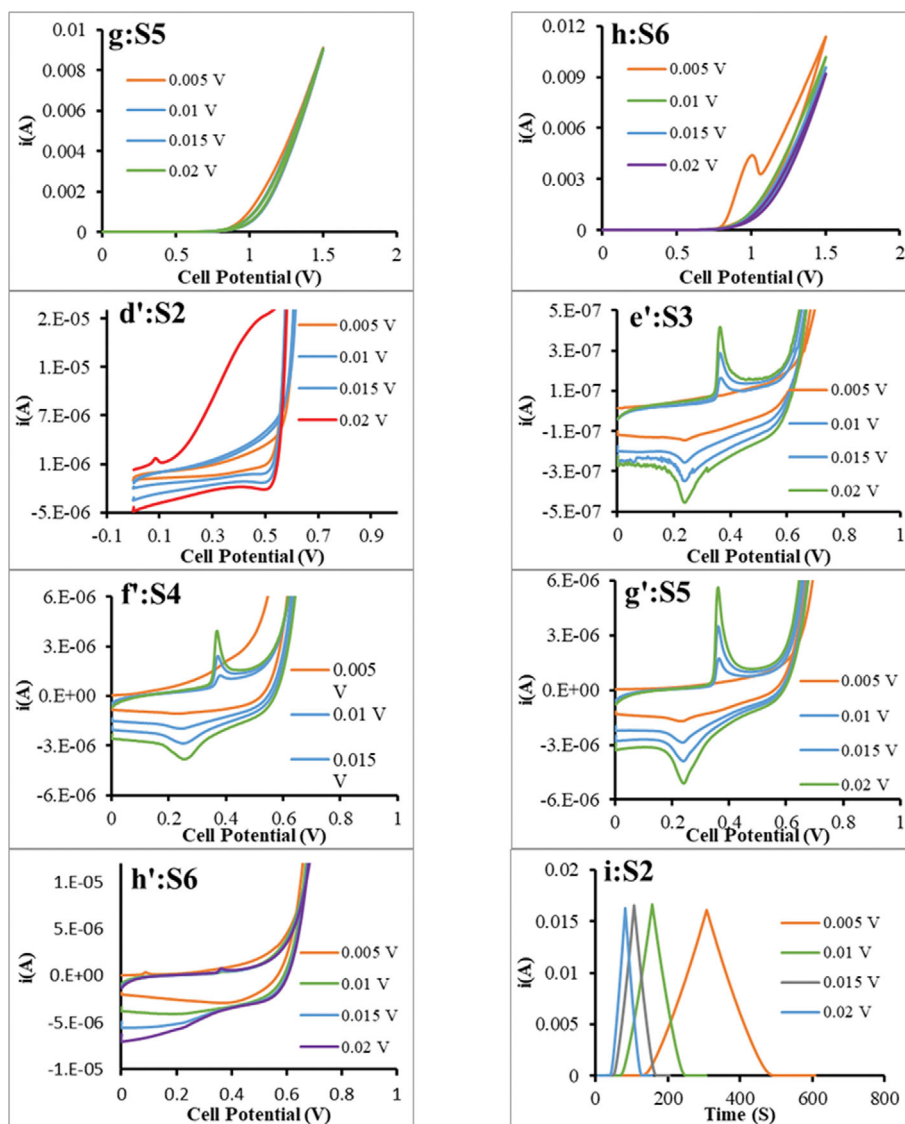 g:S5
0.01
0.008
0.006
0.004
0.002
0
i(A)
0.005 V
0.01 V
0.015 V
0.02 V
0 0.5 1 1.5 2
Cell Potential (V)
h:S6
0.012
0.009
0.006
0.003
0
i(A)
0.005 V
0.01 V
0.015 V
0.02 V
0 0.5 1 1.5 2
Cell Potential (V)
d':S2
2.E-05
1.E-05
7.E-06
1.E-06
-5.E-06
i(A)
0.005 V
0.01 V
0.015 V
0.02 V
-0.1 0.1 0.3 0.5 0.7 0.9
Cell Potential (V)
e':S3
5.E-07
3.E-07
1.E-07
-1.E-07
-3.E-07
-5.E-07
i(A)
0.005 V
0.01 V
0.015 V
0.02 V
0 0.2 0.4 0.6 0.8 1
Cell Potential (V)
f':S4
6.E-06
3.E-06
0.E+00
-3.E-06
-6.E-06
i(A)
0.005
V
0.01 V
0.015
V
0 0.2 0.4 0.6 0.8 1
Cell Potential (V)
g':S5
6.E-06
3.E-06
0.E+00
-3.E-06
-6.E-06
i(A)
0.005 V
0.01 V
0.015 V
0.02 V
0 0.2 0.4 0.6 0.8 1
Cell Potential (V)
h':S6
1.E-05
5.E-06
0.E+00
-5.E-06
-1.E-05
i(A)
0.005 V
0.01 V
0.015 V
0.02 V
0 0.2 0.4 0.6 0.8 1
Cell Potential (V)
i:S2
0.02
0.015
0.01
0.005
0
i(A)
0.005 V
0.01 V
0.015 V
0.02 V
0 200 400 600 800
Time (S)